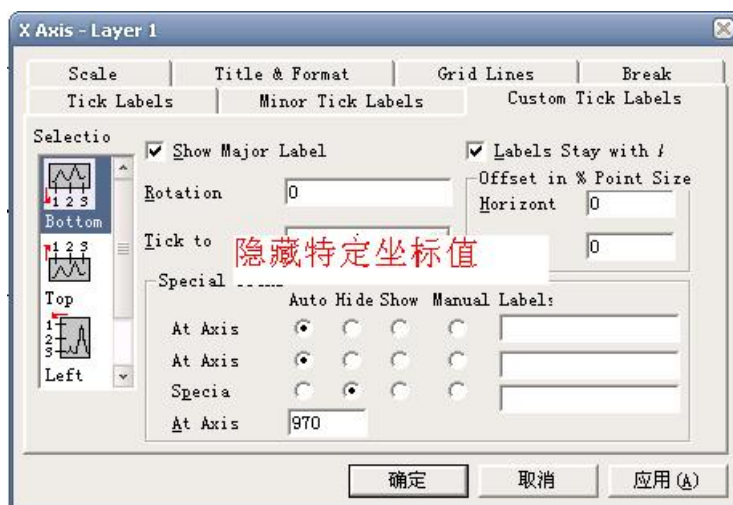 X Axis - Layer 1
Scale Title & Format Grid Lines Break
Tick Labels Minor Tick Labels Custom Tick Labels
Selectio
Show Major Label
Labels Stay with
Offset in % Point Size
Rotation 0
Horizont 0
Bottom
Tick to
隐藏特定坐标值
0
Special
Top
Auto Hide Show Manual Labels
At Axis
At Axis
Left
Specia
At Axis 970
确定 取消 应用(A)